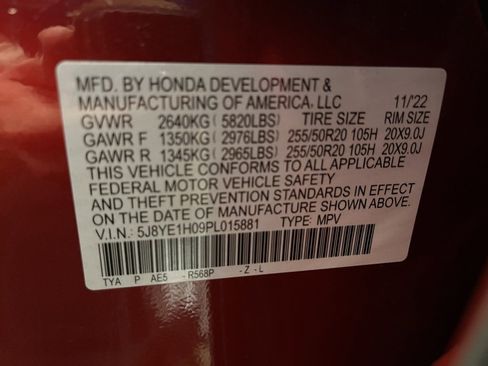 MFD. BY HONDA DEVELOPMENT &
MANUFACTURING OF AMERICA, LLC 11/'22
GVWR 2640KG( 5820LBS) TIRE SIZE RIM SIZE
GAWR F 1350KG( 2976LBS) 255/50R20 105H 20X9.0J
GAWR R 1345KG( 2965LBS) 255/50R20 105H 20X9.0J
THIS VEHICLE CONFORMS TO ALL APPLICABLE
FEDERAL MOTOR VEHICLE SAFETY
AND THEFT PREVENTION STANDARDS IN EFFECT
ON THE DATE OF MANUFACTURE SHOWN ABOVE.
V.I.N.: 5J8YE1H09PL015881 TYPE: MPV
TYA P AE5 -R568P -Z-L